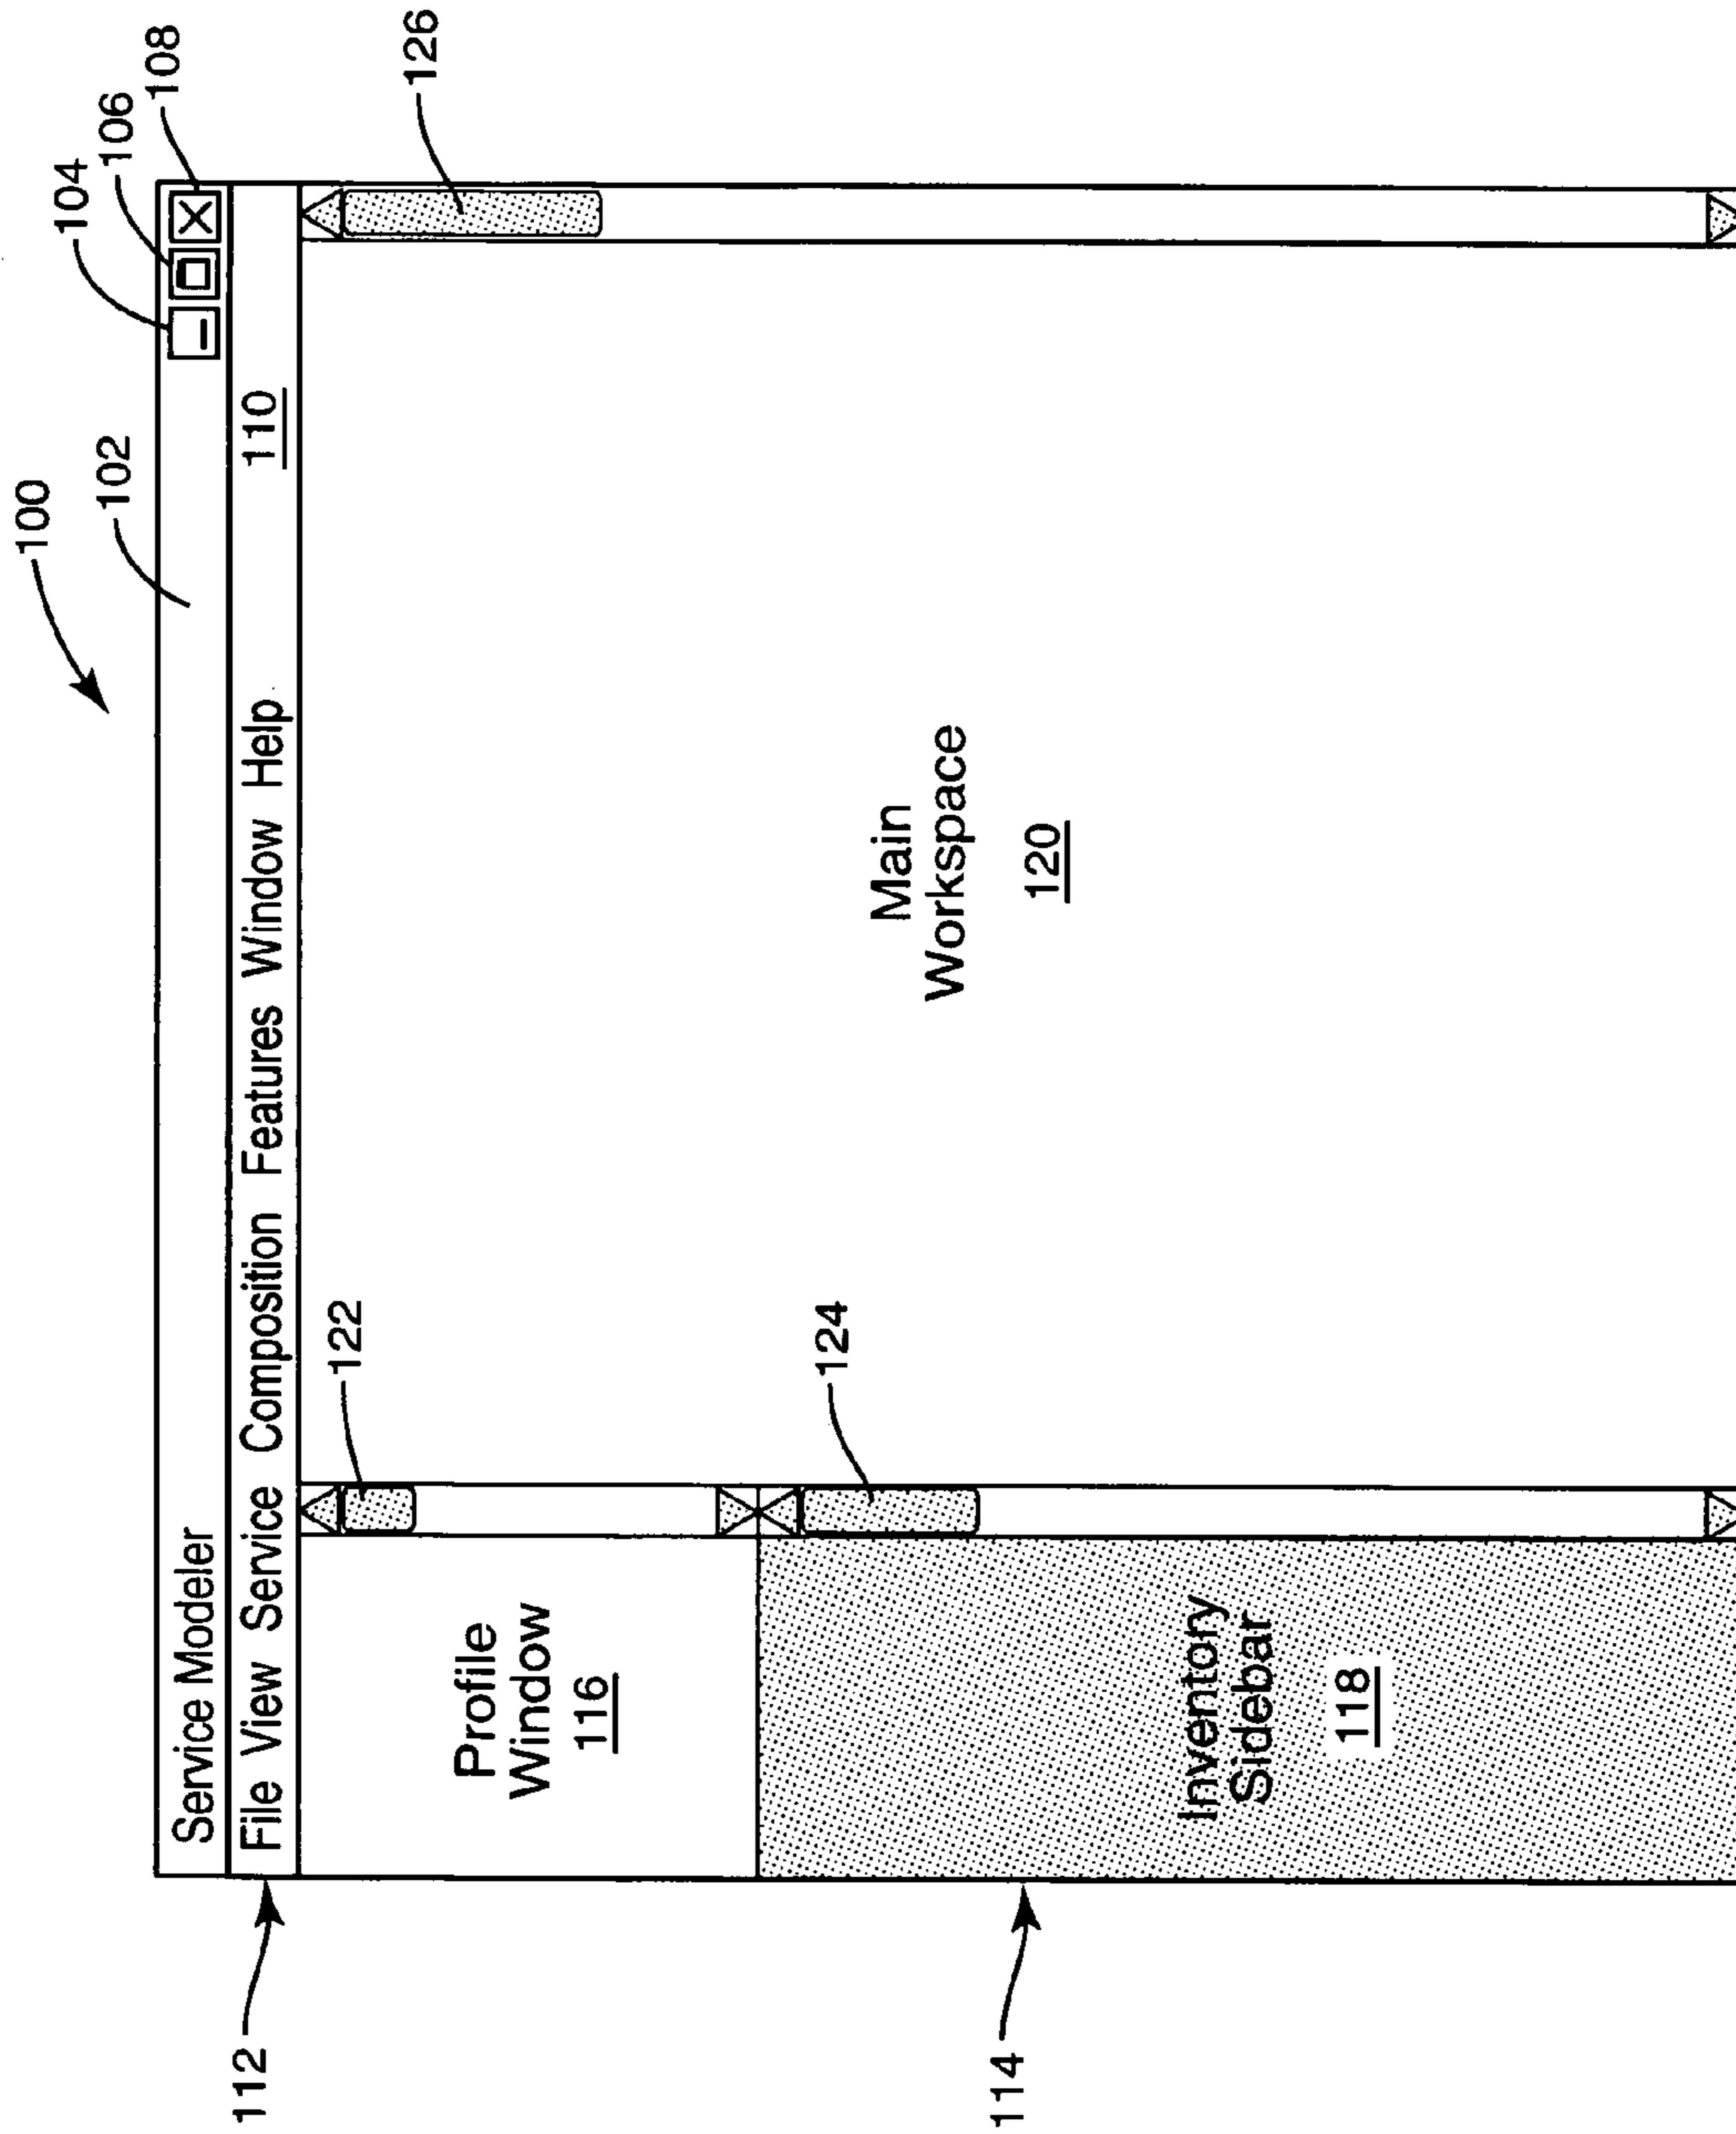 100
102
104
106
108
Service Modeler
112
File View Service Composition Features Window Help
110
122
126
Profile
Window
116
124
Main
Workspace
120
114
Inventory
Sidebar
118